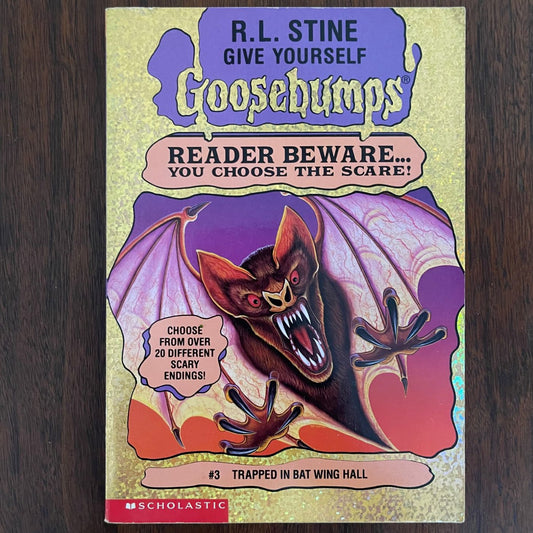 R.L. STINE
GIVE YOURSELF
Goosebumps®
READER BEWARE...
YOU CHOOSE THE SCARE!
CHOOSE
FROM OVER
20 DIFFERENT
SCARY
ENDINGS!
#3 TRAPPED IN BAT WING HALL
SCHOLASTIC